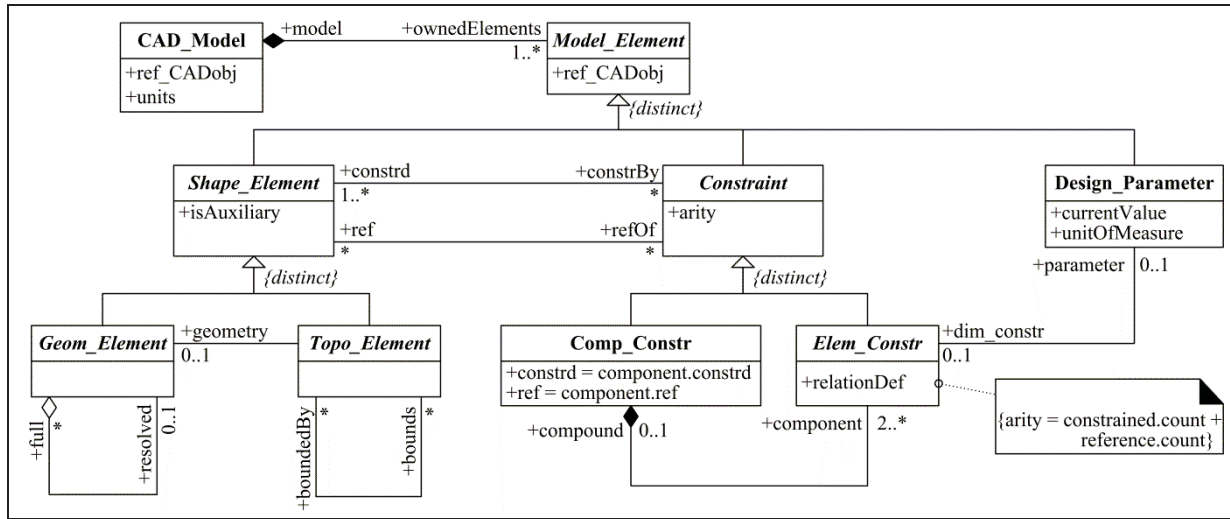 CAD_Model
+model
+ownedElements
Model_Element
1..*
+ref_CADobj
+units
+ref_CADobj
{distinct}
Shape_Element
+constrd
+constrBy
Constraint
Design_Parameter
1..*
*
+isAuxiliary
+arity
+currentValue
+unitOfMeasure
+ref
+refOf
*
*
+parameter
0..1
{distinct}
{distinct}
Geom_Element
+geometry
0..1
Topo_Element
Comp_Constr
+constrd = component.constrd
+ref = component.ref
Elem_Constr
+relationDef
+dim_constr
0..1
+full
*
+resolved
0..1
+boundedBy
*
+bounds
*
+compound
0..1
+component
2..*
{arity = constrained.count +
reference.count}